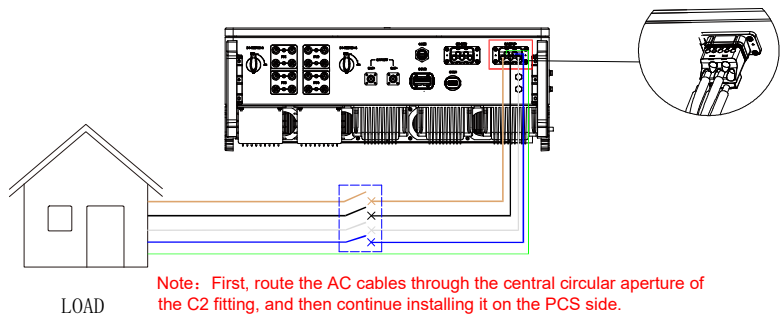 Note： First, route the AC cables through the central circular aperture of
the C2 fitting, and then continue installing it on the PCS side.
LOAD